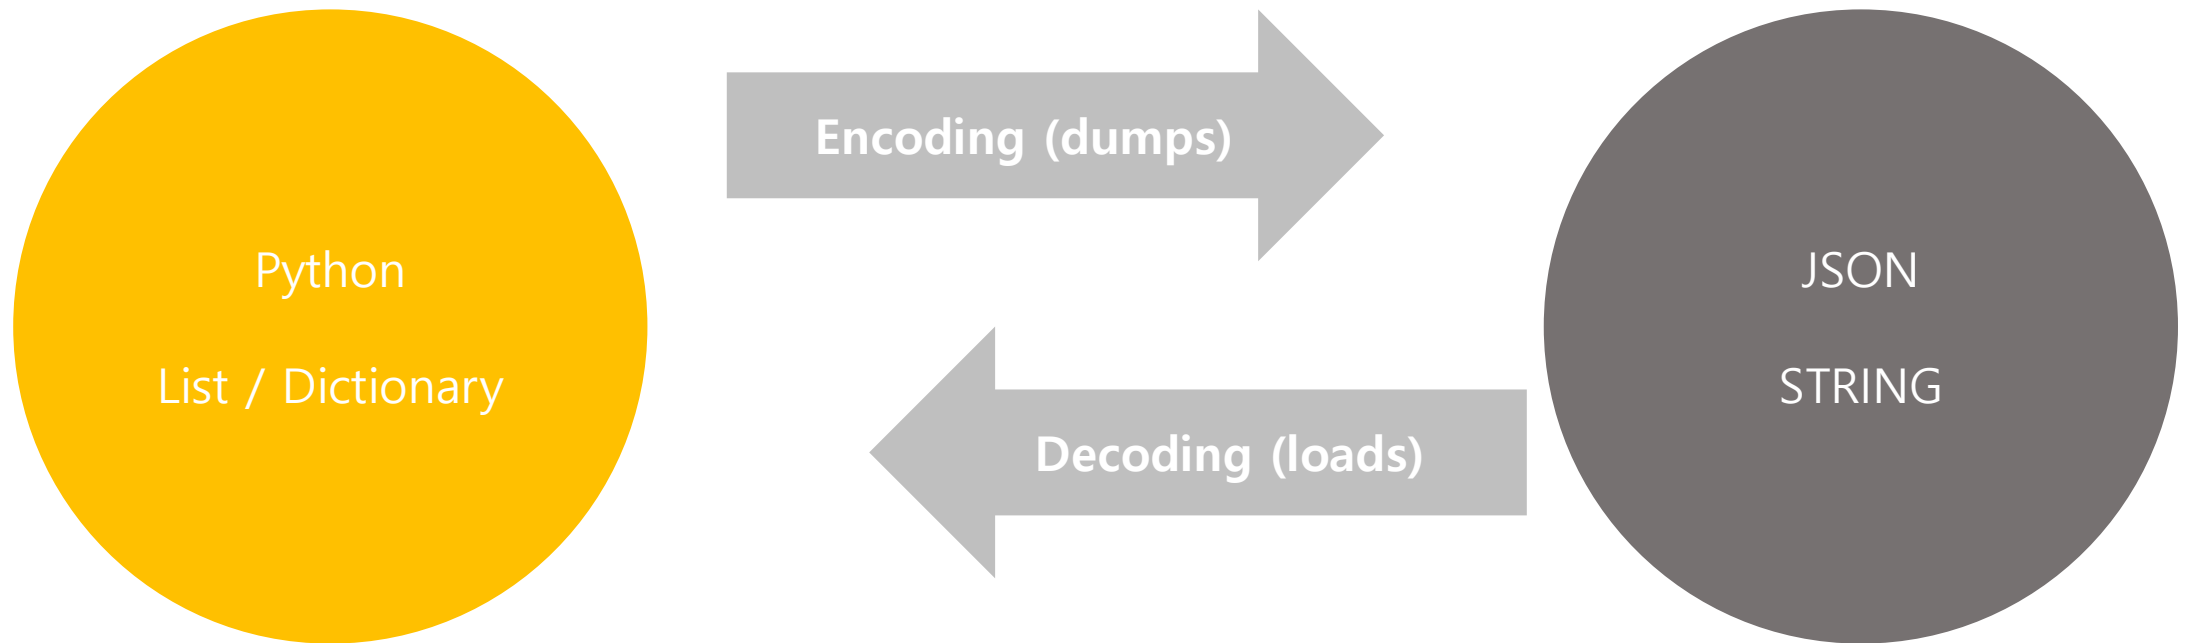 Python
List / Dictionary
Encoding (dumps)
Decoding (loads)
JSON
STRING